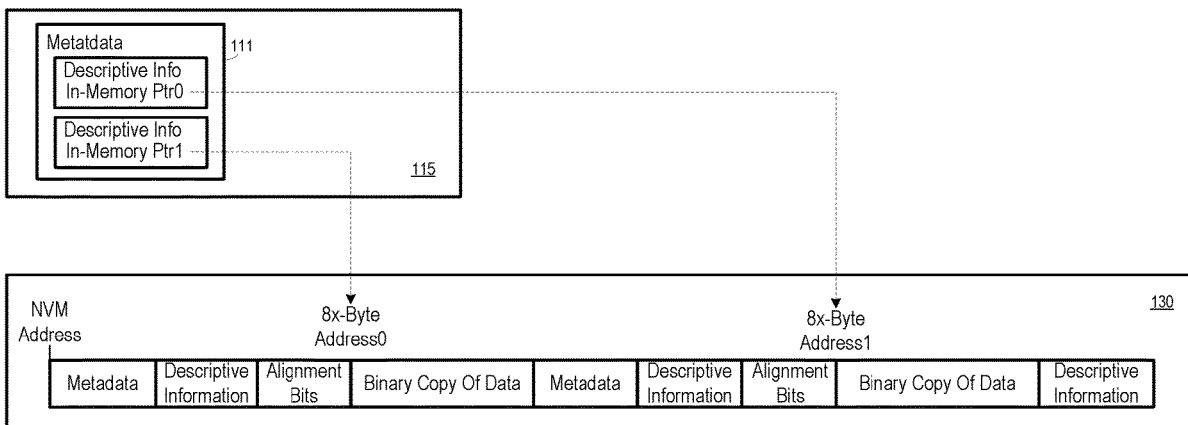 Metatdata
111
Descriptive Info
In-Memory Ptr0
Descriptive Info
In-Memory Ptr1
115
NVM
Address
8x-Byte
Address0
8x-Byte
Address1
130
Metadata
Descriptive
Information
Alignment
Bits
Binary Copy Of Data
Metadata
Descriptive
Information
Alignment
Bits
Binary Copy Of Data
Descriptive
Information